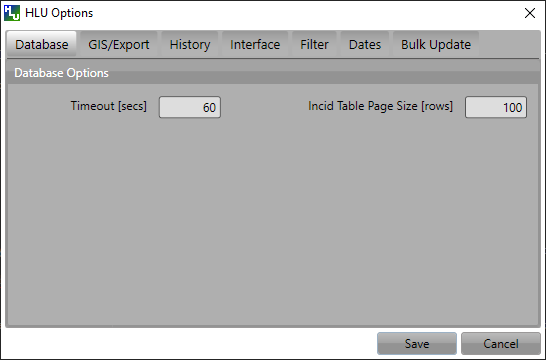 HLU HLU Options
Database GIS/Export History Interface Filter Dates Bulk Update
Database Options
Timeout [secs] 60 Incid Table Page Size [rows] 100
Save Cancel